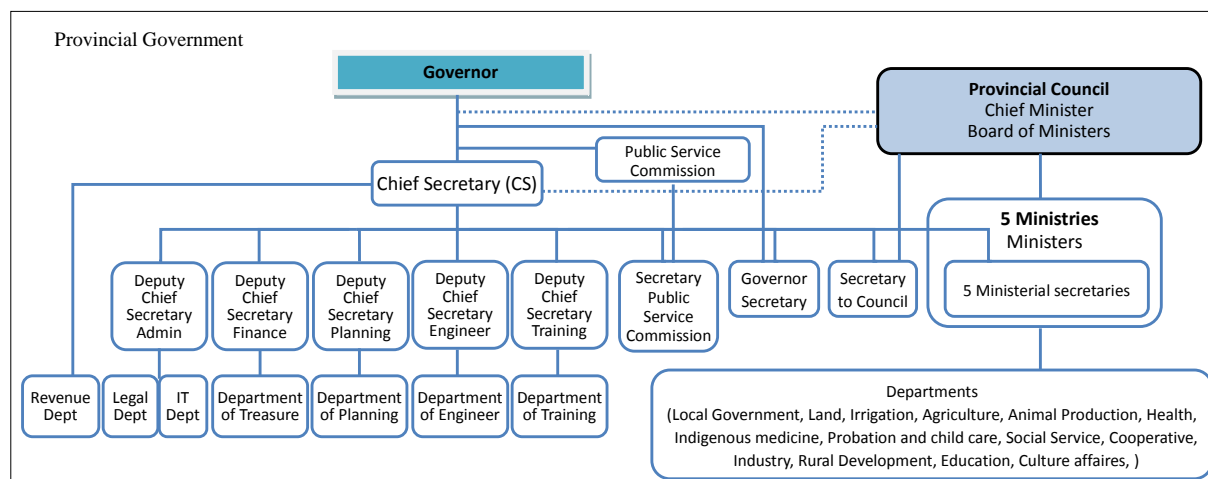 Provincial Government
Governor
Provincial Council
Chief Minister
Board of Ministers
Public Service
Commission
Chief Secretary (CS)
5 Ministries
Ministers
Deputy
Chief
Secretary
Admin
Deputy
Chief
Secretary
Finance
Deputy
Chief
Secretary
Planning
Deputy
Chief
Secretary
Engineer
Deputy
Chief
Secretary
Training
Secretary
Public
Service
Commission
Governor
Secretary
Secretary
to Council
5 Ministerial secretaries
Revenue
Dept
Legal
Dept
IT
Dept
Department
of Treasure
Department
of Planning
Department
of Engineer
Department
of Training
Departments
(Local Government, Land, Irrigation, Agriculture, Animal Production, Health,
Indigenous medicine, Probation and child care, Social Service, Cooperative,
Industry, Rural Development, Education, Culture affaires, )